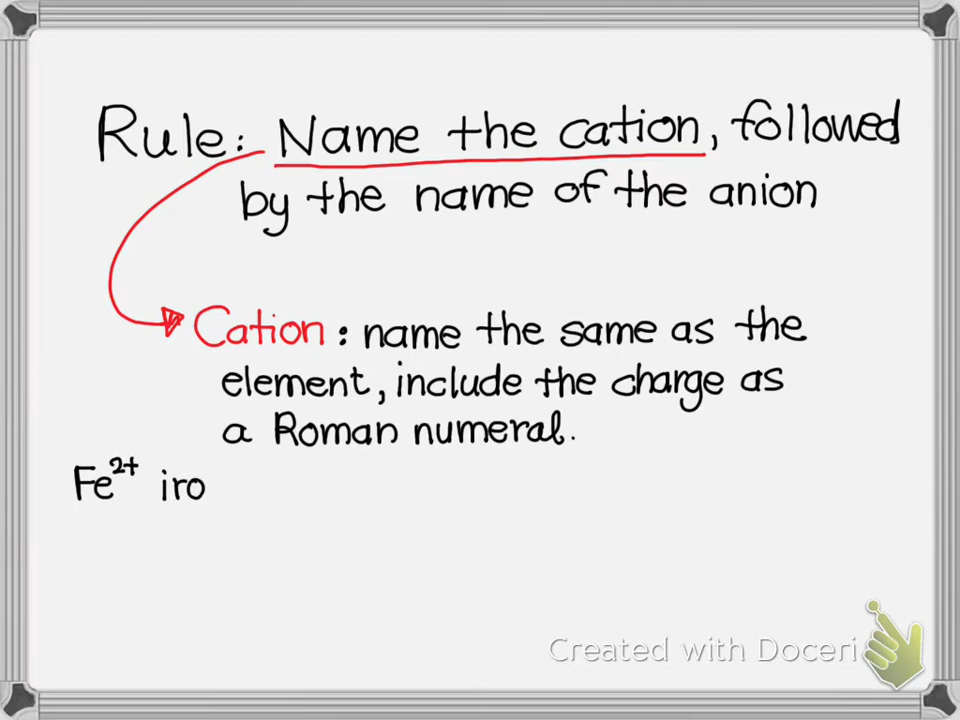 Rule: Name the cation, followed
by the name of the anion
Cation: name the same as the
element, include the charge as
a Roman numeral.
Fe²⁺ iro
Created with Doceri